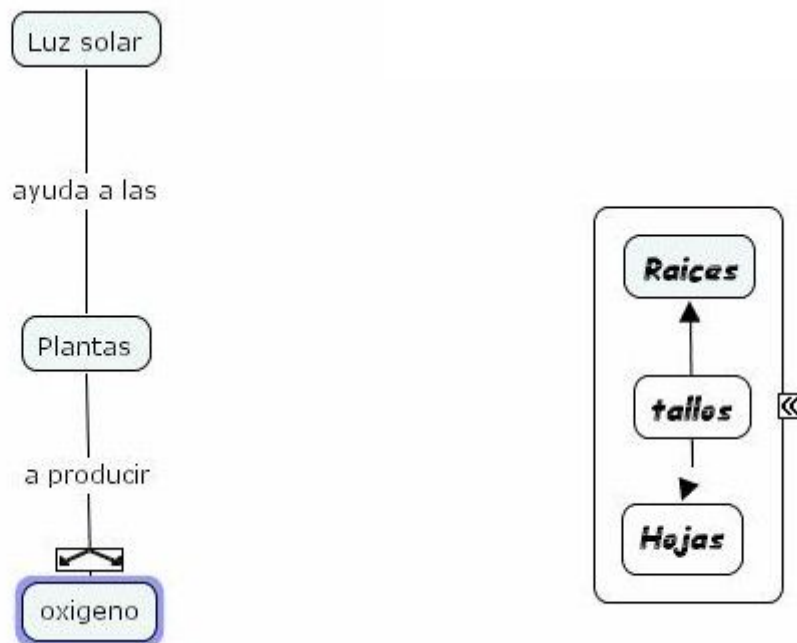 Luz solar
ayuda a las
Plantas
a producir
oxigeno
Raices
tallos
Hojas